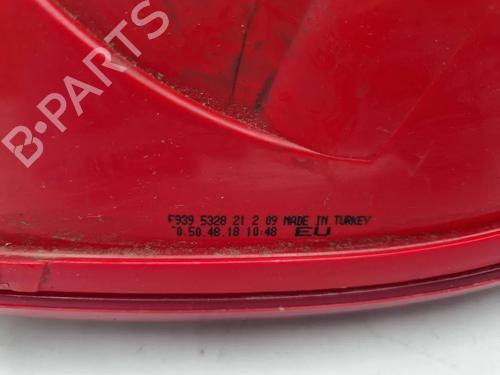 B-PARTS
F939 5328 21 2 09 MADE IN TURKEY
0.50.48.18 10:48 EU